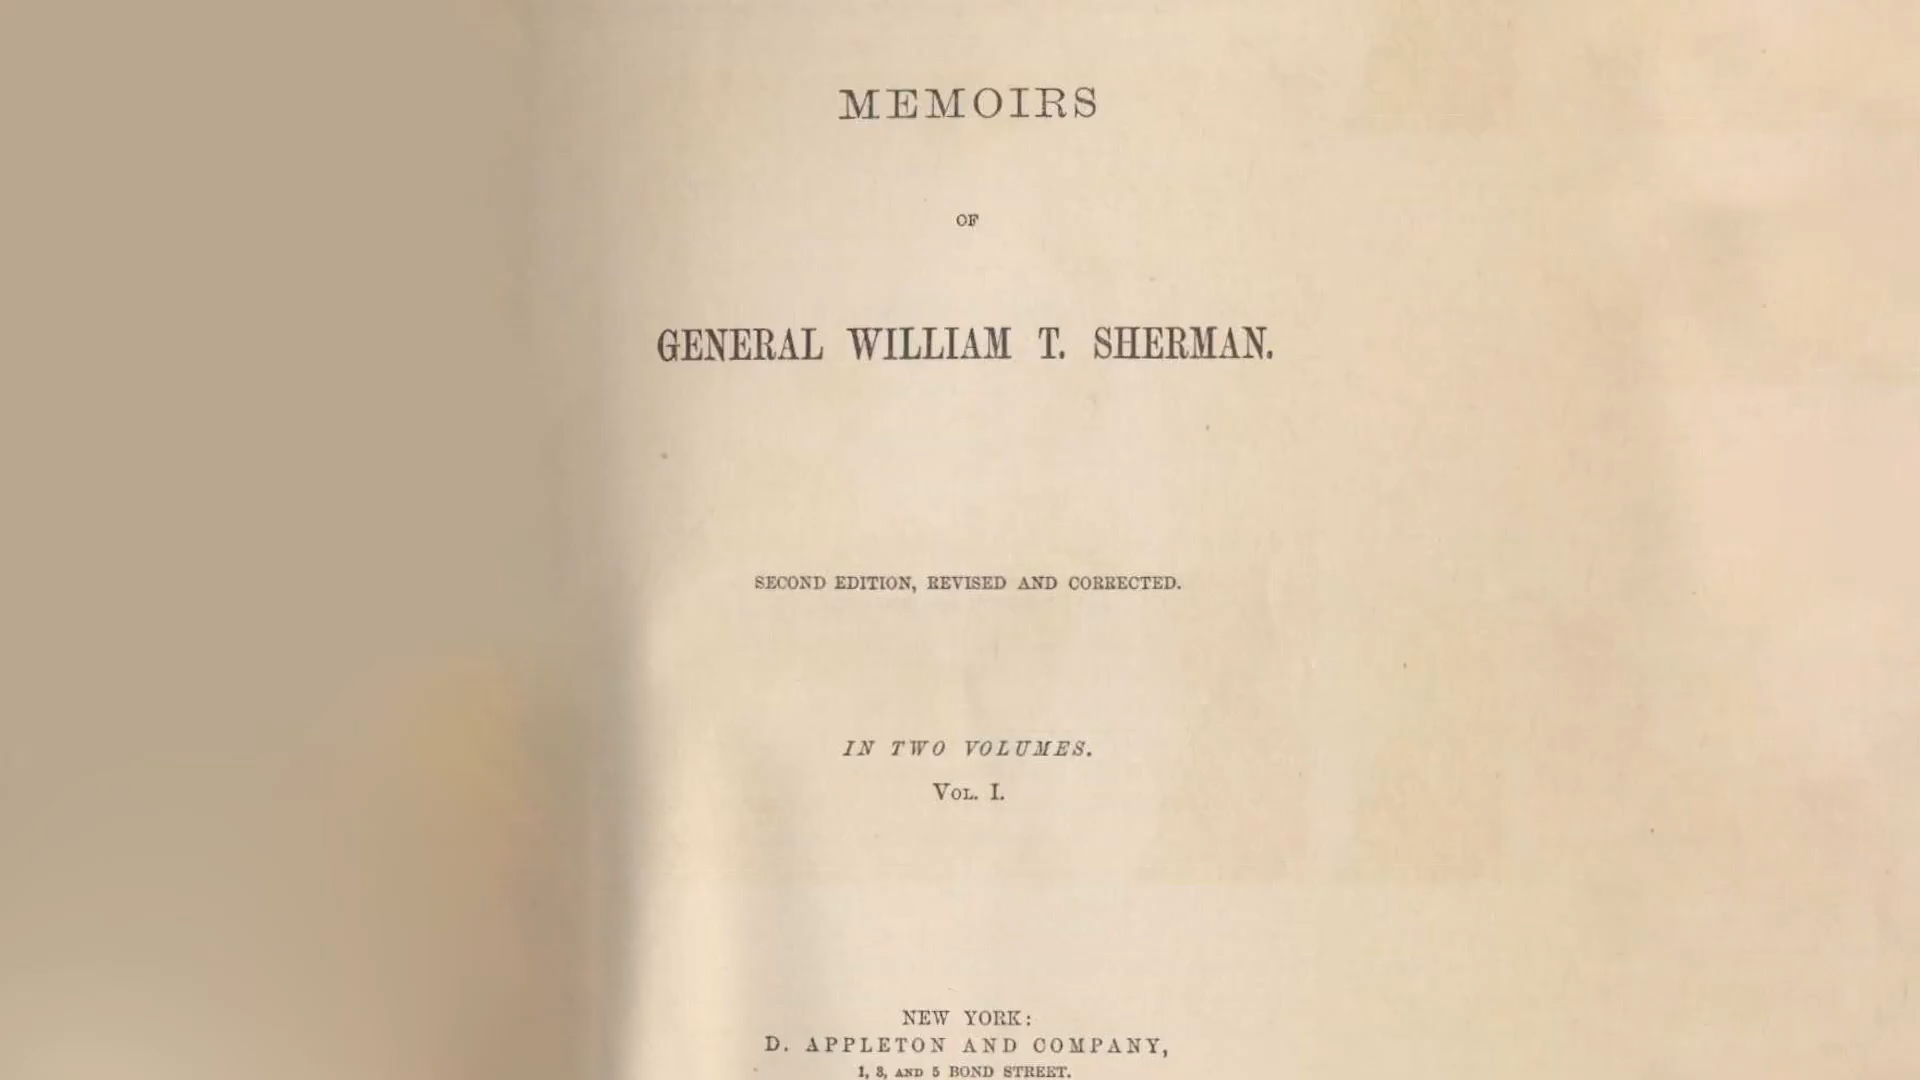 MEMOIRS
OF
GENERAL WILLIAM T. SHERMAN.
SECOND EDITION, REVISED AND CORRECTED.
IN TWO VOLUMES.
VOL. I.
NEW YORK:
D. APPLETON AND COMPANY,
1, 3, AND 5 BOND STREET.